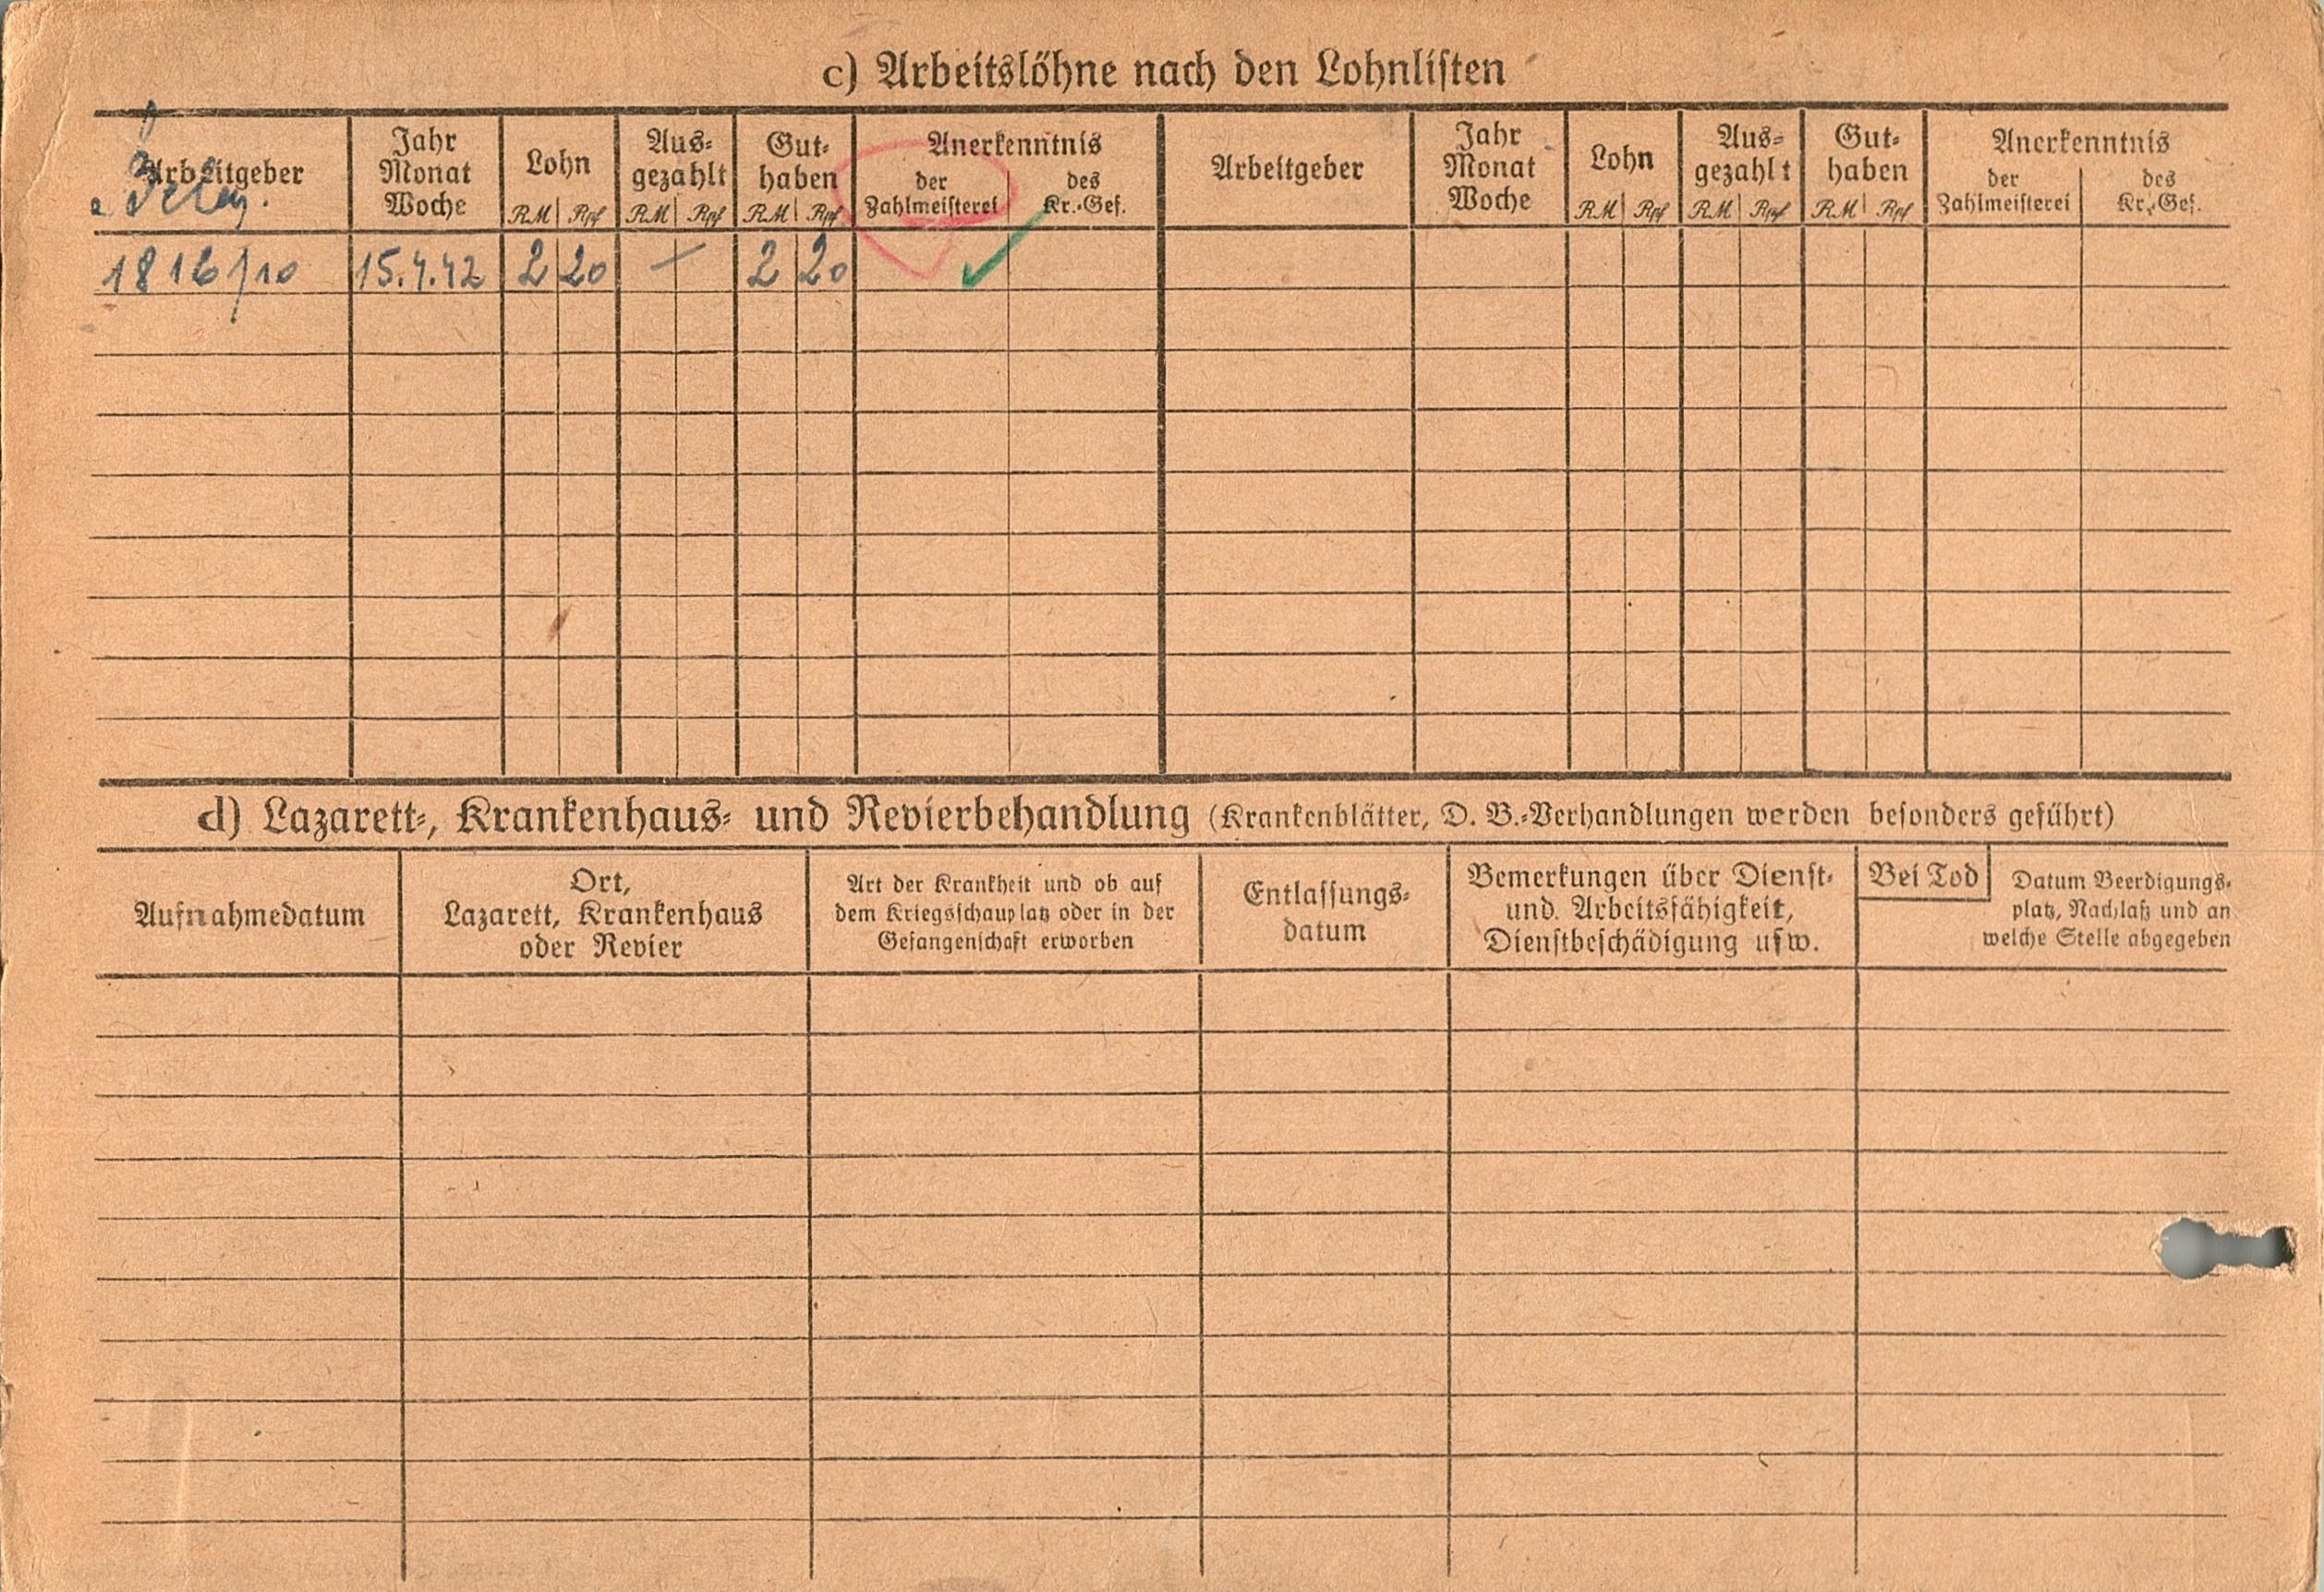 c) Arbeitslöhne nach den Lohnlisten
Arbeitgeber
Jahr
Monat
Woche
Lohn
RM Rpf
Aus-
gezahlt
RM Rpf
Gut-
haben
RM Rpf
Anerkenntnis
der
Zahlmeisterei
des
Kr.-Gef.
Arbeitgeber
Jahr
Monat
Woche
Lohn
RM Rpf
Aus-
gezahlt
RM Rpf
Gut-
haben
RM Rpf
Anerkenntnis
der
Zahlmeisterei
des
Kr.-Gef.
1816/10 15.4.42 2 20 — 2 20
d) Lazarett-, Krankenhaus- und Revierbehandlung (Krankenblätter, D. B.-Verhandlungen werden besonders geführt)
Aufnahmedatum
Ort,
Lazarett, Krankenhaus
oder Revier
Art der Krankheit und ob auf
dem Kriegsschauplatz oder in der
Gefangenschaft erworben
Entlassungs-
datum
Bemerkungen über Dienst-
und Arbeitsfähigkeit,
Dienstbeschädigung usw.
Bei Tod
Datum Beerdigungs-
platz, Nachlaß und an
welche Stelle abgegeben